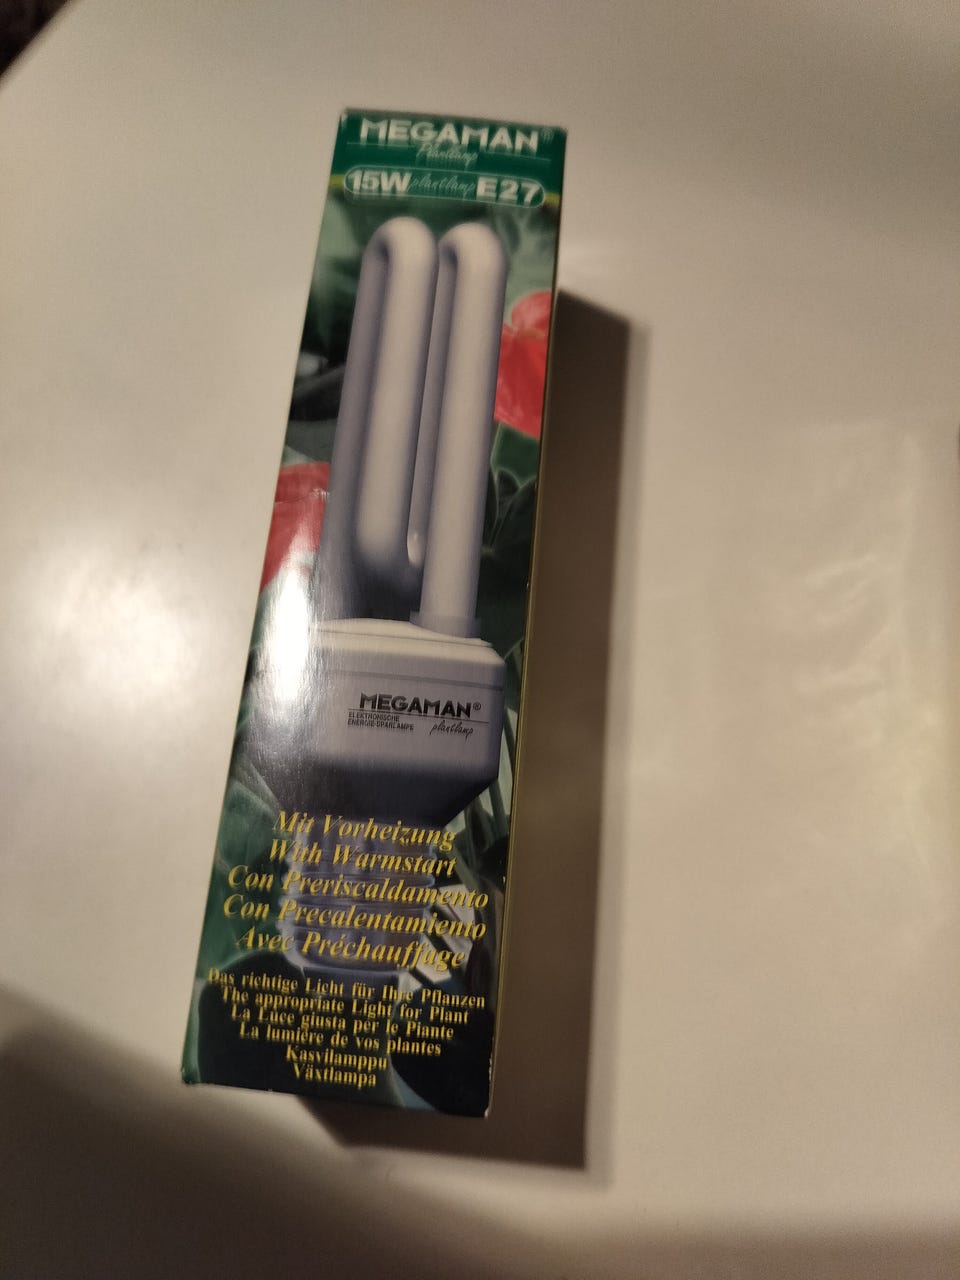 MEGAMAN®
Plantlamp
15W plantlamp E27
MEGAMAN®
ELEKTRONISCHE
ENERGIE-SPARLAMPE plantlamp
Mit Vorheizung
With Warmstart
Con Preriscaldamento
Con Precalentamiento
Avec Préchauffage
Das richtige Licht für Ihre Pflanzen
The appropriate Light for Plant
La Luce giusta per le Piante
La lumière de vos plantes
Kasvilamppu
Växtlampa